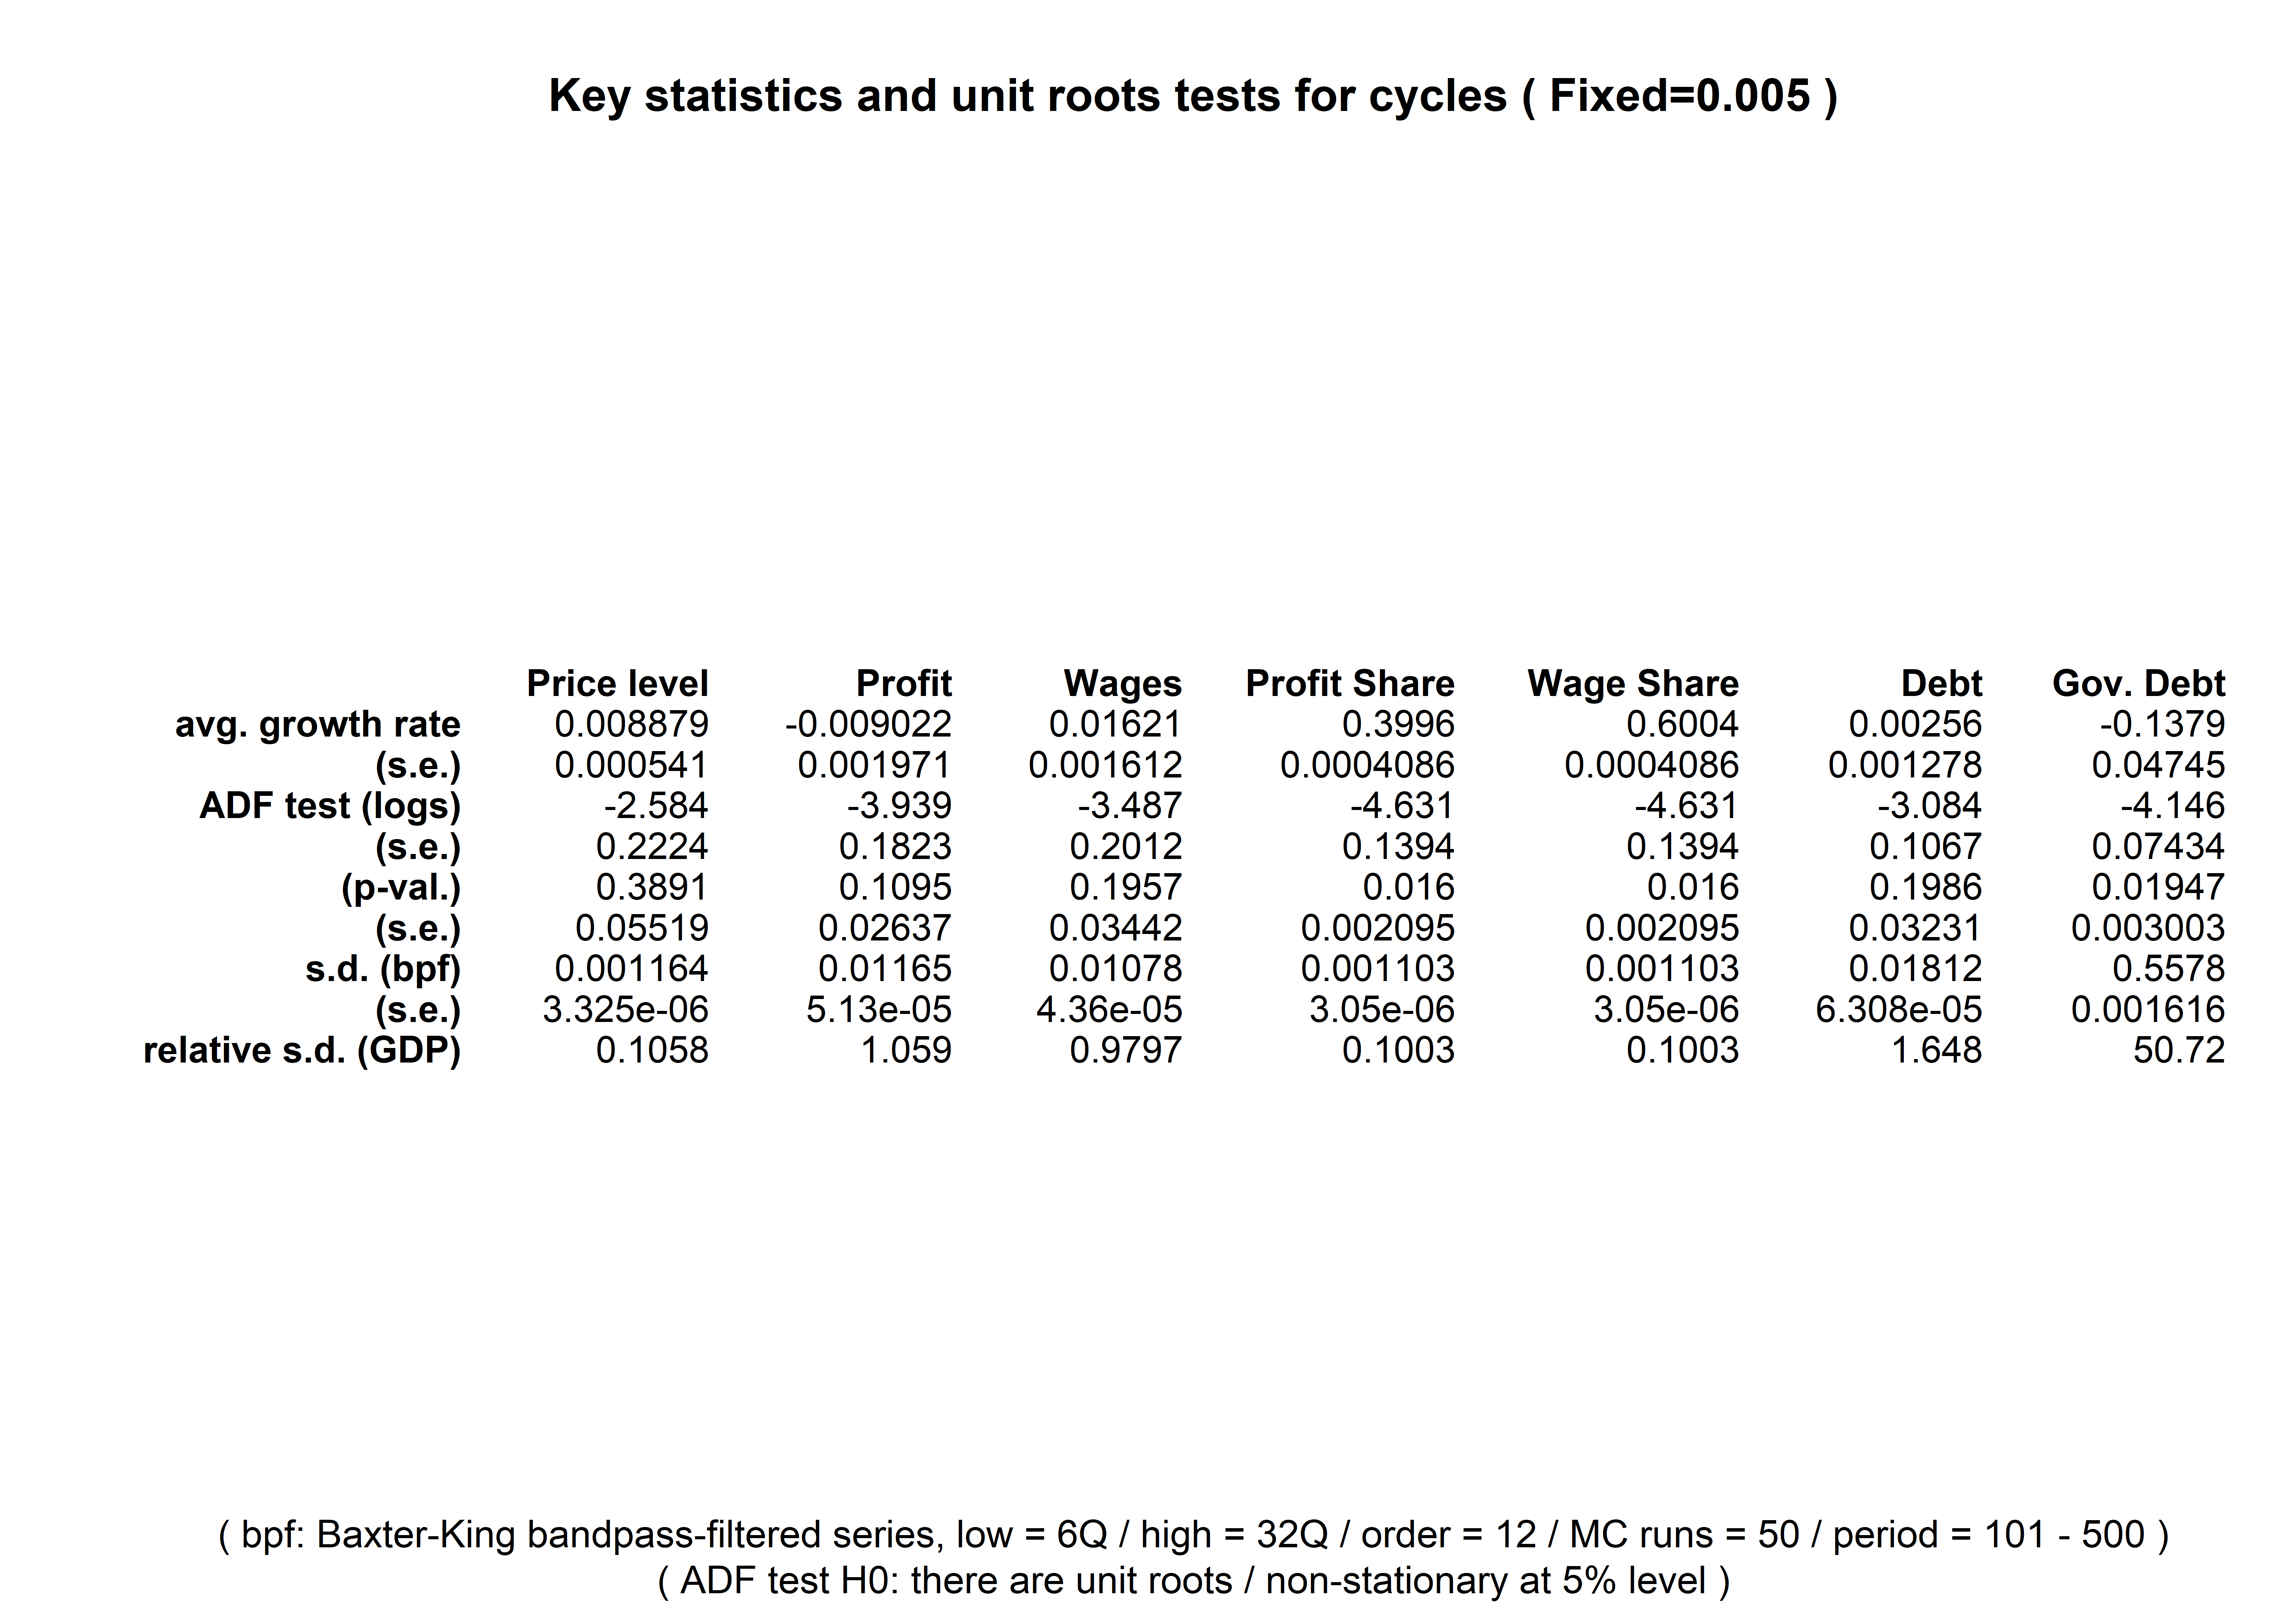 Key statistics and unit roots tests for cycles ( Fixed=0.005 )
Price level Profit Wages Profit Share Wage Share Debt Gov. Debt
avg. growth rate 0.008879 -0.009022 0.01621 0.3996 0.6004 0.00256 -0.1379
(s.e.) 0.000541 0.001971 0.001612 0.0004086 0.0004086 0.001278 0.04745
ADF test (logs) -2.584 -3.939 -3.487 -4.631 -4.631 -3.084 -4.146
(s.e.) 0.2224 0.1823 0.2012 0.1394 0.1394 0.1067 0.07434
(p-val.) 0.3891 0.1095 0.1957 0.016 0.016 0.1986 0.01947
(s.e.) 0.05519 0.02637 0.03442 0.002095 0.002095 0.03231 0.003003
s.d. (bpf) 0.001164 0.01165 0.01078 0.001103 0.001103 0.01812 0.5578
(s.e.) 3.325e-06 5.13e-05 4.36e-05 3.05e-06 3.05e-06 6.308e-05 0.001616
relative s.d. (GDP) 0.1058 1.059 0.9797 0.1003 0.1003 1.648 50.72
( bpf: Baxter-King bandpass-filtered series, low = 6Q / high = 32Q / order = 12 / MC runs = 50 / period = 101 - 500 )
( ADF test H0: there are unit roots / non-stationary at 5% level )